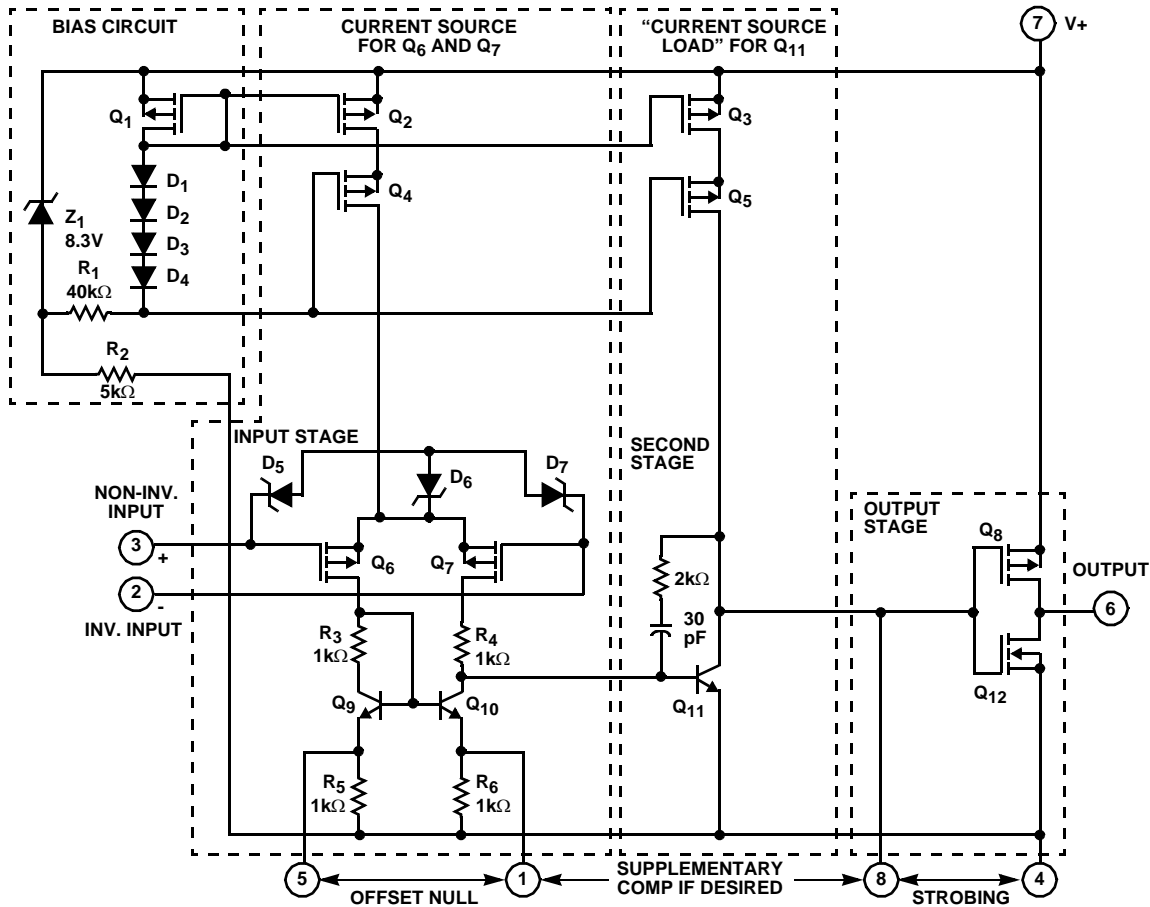 BIAS CIRCUIT
CURRENT SOURCE
FOR Q6 AND Q7
“CURRENT SOURCE
LOAD” FOR Q11
7
V+
Q1
Q2
Q3
D1
Q4
Q5
D2
Z1
8.3V
D3
D4
R1
40kΩ
R2
5kΩ
INPUT STAGE
D5
D6
D7
SECOND
STAGE
NON-INV.
INPUT
3
+
2
-
INV. INPUT
Q6
Q7
2kΩ
30
pF
OUTPUT
STAGE
Q8
OUTPUT
6
R3
1kΩ
R4
1kΩ
Q9
Q10
Q11
Q12
R5
1kΩ
R6
1kΩ
5
OFFSET NULL
1
SUPPLEMENTARY
COMP IF DESIRED
8
STROBING
4